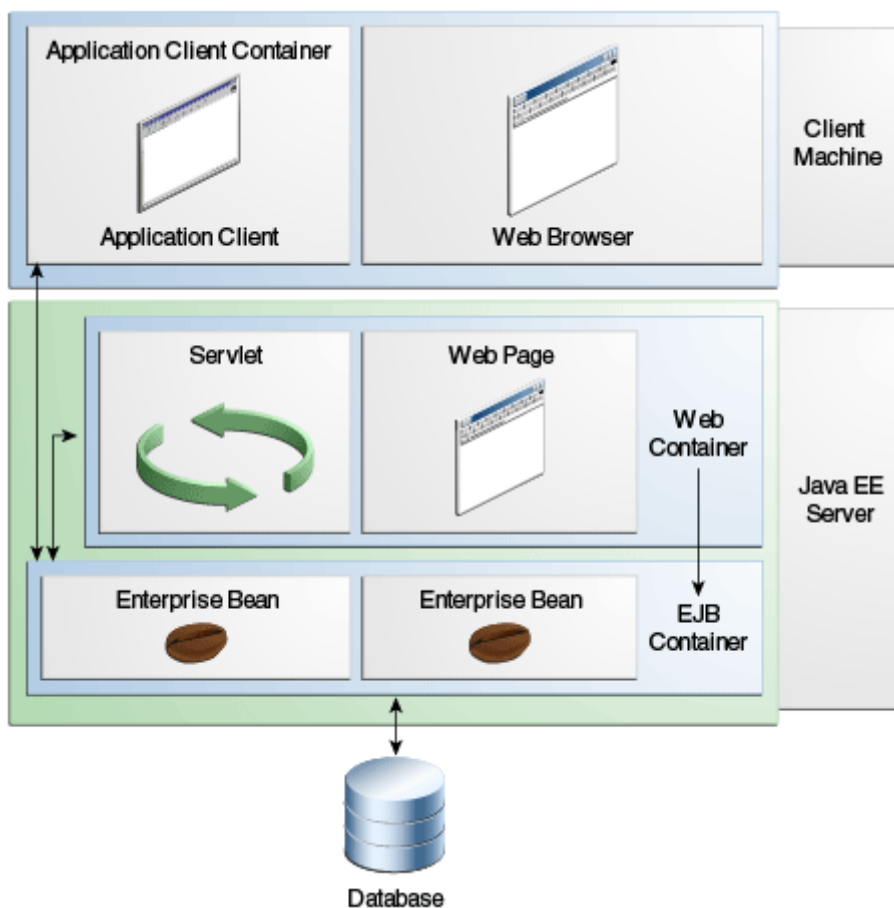 Application Client Container
Application Client
Web Browser
Client
Machine
Servlet
Web Page
Web
Container
Java EE
Server
Enterprise Bean
Enterprise Bean
EJB
Container
Database